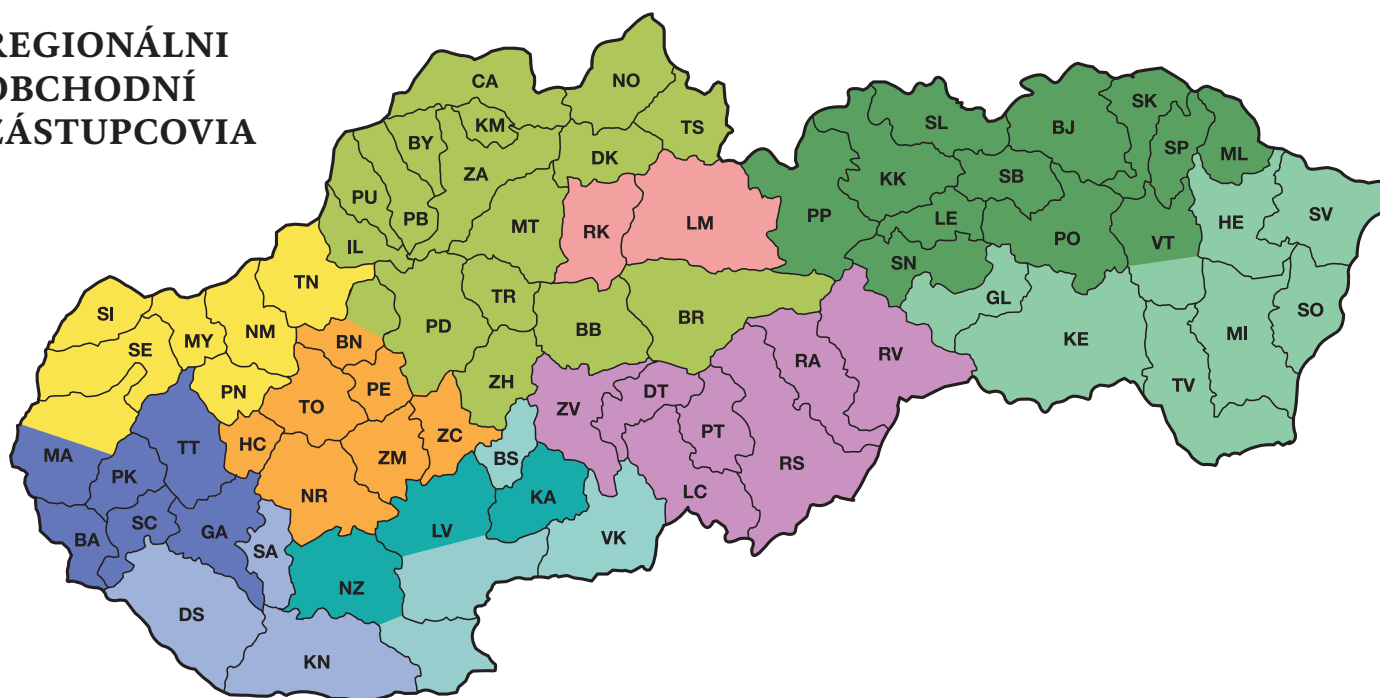 REGIONÁLNI
OBCHODNÍ
ZÁSTUPCOVIA
CA
NO
KM
TS
BY
DK
ZA
PU
PB
MT
IL
RK
LM
SK
SL
BJ
SP
ML
KK
SB
PP
LE
HE
SV
PO
VT
SN
GL
SO
KE
MI
TV
TN
SI
MY
NM
SE
PN
TR
PD
BB
BR
ZH
BN
PE
TO
HC
ZC
ZM
NR
RA
RV
DT
ZV
PT
RS
LC
MA
TT
PK
SC
GA
BA
SA
BS
KA
LV
VK
NZ
DS
KN